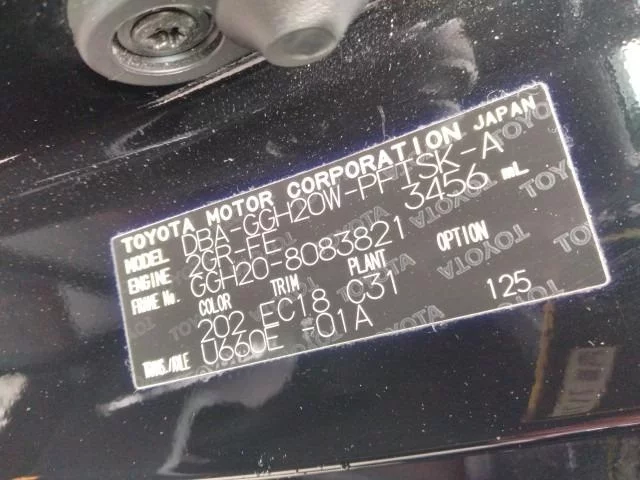 TOYOTA MOTOR CORPORATION JAPAN
MODEL DBA-GGH20W-PFTSK-A
ENGINE 2GR-FE 3456 mL
FRAME No. GGH20-8083821
COLOR TRIM PLANT OPTION
202 EC18 C31 125
TRANS./AXLE U660E -01A